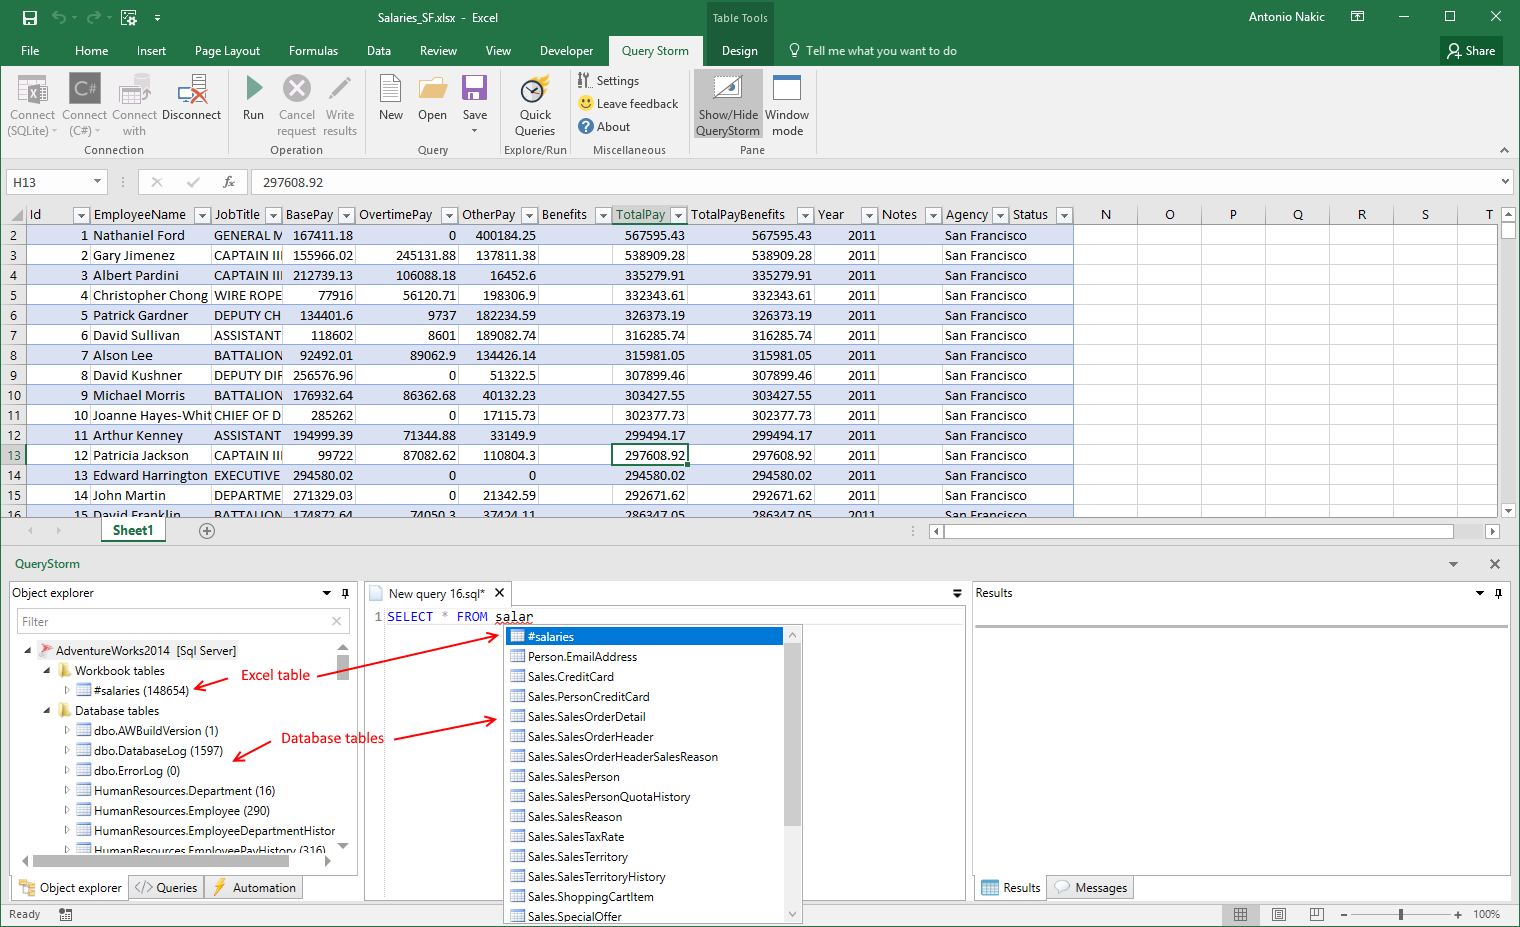 Salaries_SF.xlsx - Excel
Table Tools
Antonio Nakic
File Home Insert Page Layout Formulas Data Review View Developer Query Storm Design Tell me what you want to do Share
Connect (SQLite)
Connect (C#)
Connect with
Disconnect
Connection
Run
Cancel request
Write results
Operation
New
Open
Save
Query
Quick Queries
Explore/Run
Settings
Leave feedback
About
Miscellaneous
Show/Hide QueryStorm
Window mode
Pane
H13 fx 297608.92
Id EmployeeName JobTitle BasePay OvertimePay OtherPay Benefits TotalPay TotalPayBenefits Year Notes Agency Status N O P Q R S T
2 1 Nathaniel Ford GENERAL M 167411.18 0 400184.25 567595.43 567595.43 2011 San Francisco
3 2 Gary Jimenez CAPTAIN III 155966.02 245131.88 137811.38 538909.28 538909.28 2011 San Francisco
4 3 Albert Pardini CAPTAIN III 212739.13 106088.18 16452.6 335279.91 335279.91 2011 San Francisco
5 4 Christopher Chong WIRE ROPE 77916 56120.71 198306.9 332343.61 332343.61 2011 San Francisco
6 5 Patrick Gardner DEPUTY CH 134401.6 9737 182234.59 326373.19 326373.19 2011 San Francisco
7 6 David Sullivan ASSISTANT 118602 8601 189082.74 316285.74 316285.74 2011 San Francisco
8 7 Alson Lee BATTALION 92492.01 89062.9 134426.14 315981.05 315981.05 2011 San Francisco
9 8 David Kushner DEPUTY DIR 256576.96 0 51322.5 307899.46 307899.46 2011 San Francisco
10 9 Michael Morris BATTALION 176932.64 86362.68 40132.23 303427.55 303427.55 2011 San Francisco
11 10 Joanne Hayes-Whit CHIEF OF D 285262 0 17115.73 302377.73 302377.73 2011 San Francisco
12 11 Arthur Kenney ASSISTANT 194999.39 71344.88 33149.9 299494.17 299494.17 2011 San Francisco
13 12 Patricia Jackson CAPTAIN III 99722 87082.62 110804.3 297608.92 297608.92 2011 San Francisco
14 13 Edward Harrington EXECUTIVE 294580.02 0 0 294580.02 294580.02 2011 San Francisco
15 14 John Martin DEPARTME 271329.03 0 21342.59 292671.62 292671.62 2011 San Francisco
16 15 David Franklin BATTALION 174872.64 74050.3 37424.11 286347.05 286347.05 2011 San Francisco
Sheet1
QueryStorm
Object explorer
Filter
AdventureWorks2014 [Sql Server]
Workbook tables
#salaries (148654)
Database tables
dbo.AWBuildVersion (1)
dbo.DatabaseLog (1597)
dbo.ErrorLog (0)
HumanResources.Department (16)
HumanResources.Employee (290)
HumanResources.EmployeeDepartmentHistor
HumanResources.EmployeePayHistory (316)
Object explorer Queries Automation
Excel table
Database tables
New query 16.sql*
1 SELECT * FROM salar
#salaries
Person.EmailAddress
Sales.CreditCard
Sales.PersonCreditCard
Sales.SalesOrderDetail
Sales.SalesOrderHeader
Sales.SalesOrderHeaderSalesReason
Sales.SalesPerson
Sales.SalesPersonQuotaHistory
Sales.SalesReason
Sales.SalesTaxRate
Sales.SalesTerritory
Sales.SalesTerritoryHistory
Sales.ShoppingCartItem
Sales.SpecialOffer
Results
Results Messages
Ready 100%